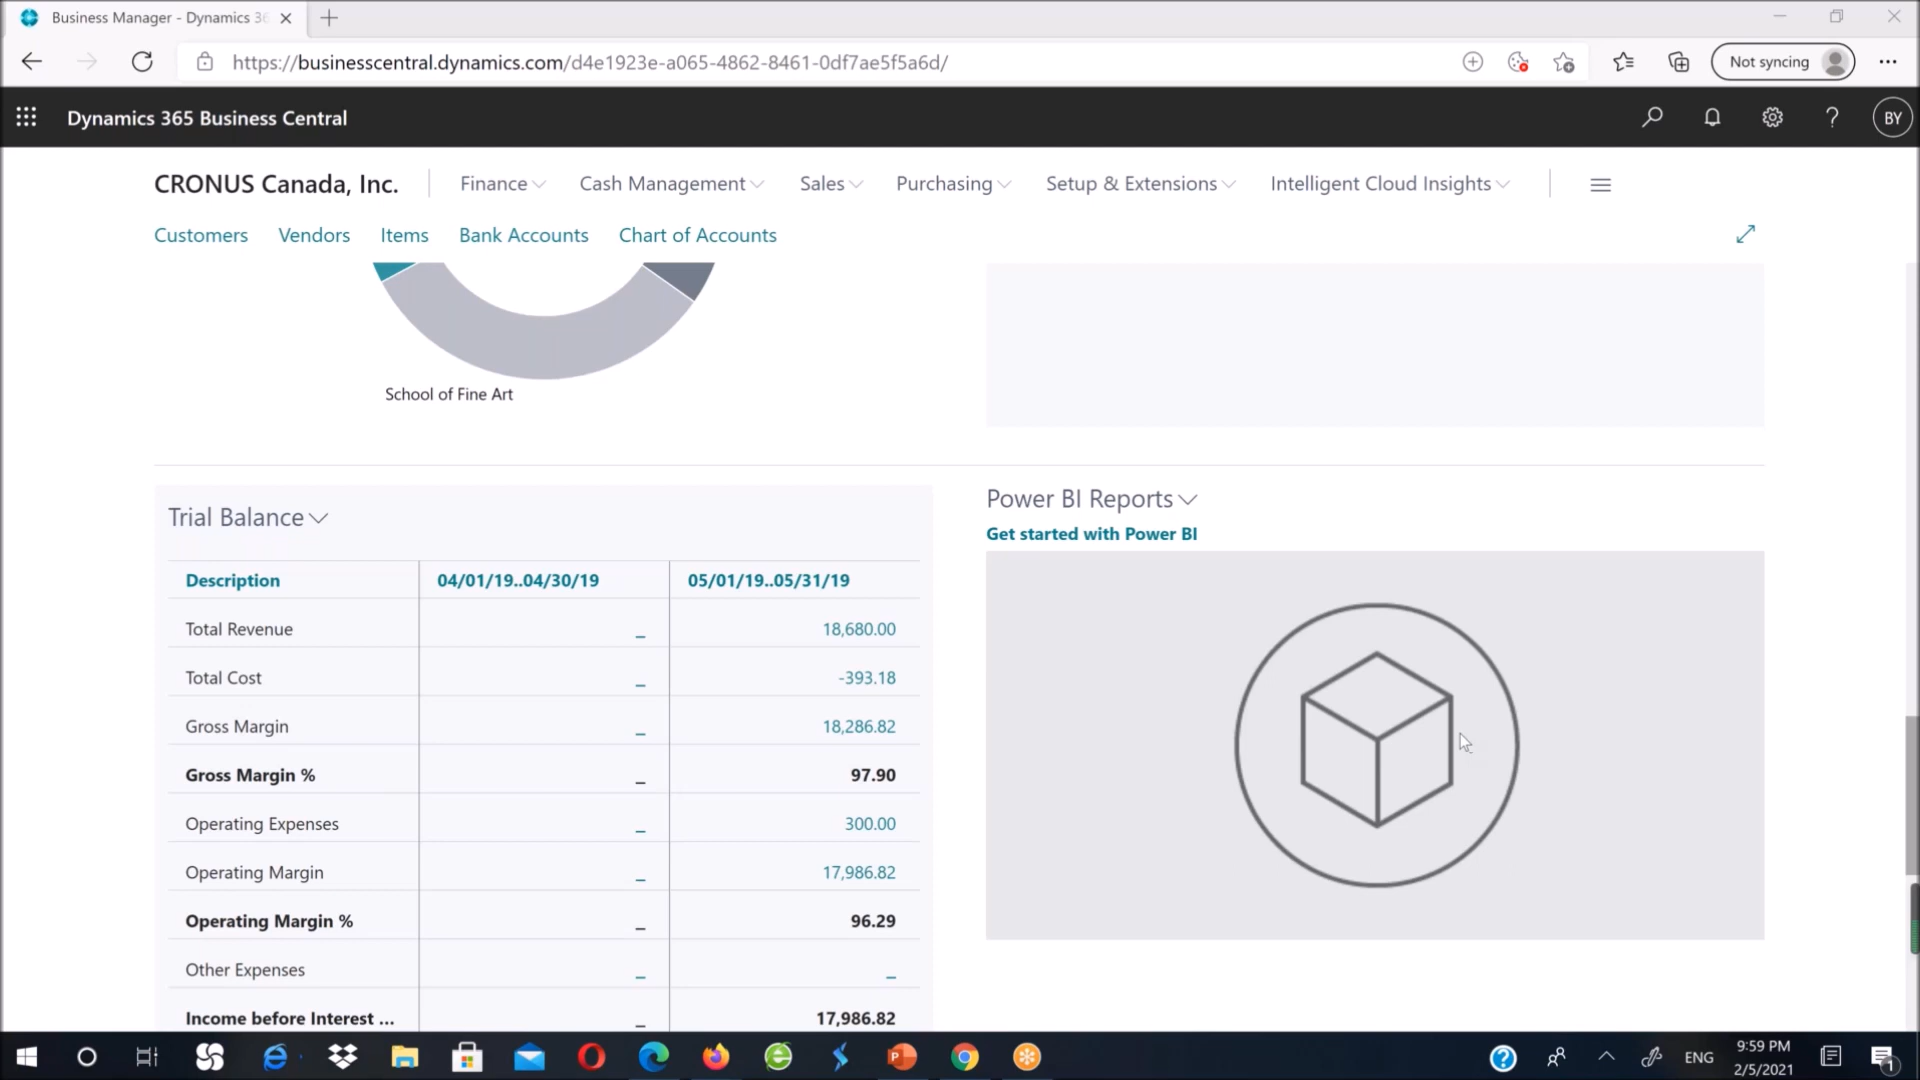 Business Manager - Dynamics 36
https://businesscentral.dynamics.com/d4e1923e-a065-4862-8461-0df7ae5f5a6d/
Not syncing
Dynamics 365 Business Central
BY
CRONUS Canada, Inc.
Finance
Cash Management
Sales
Purchasing
Setup & Extensions
Intelligent Cloud Insights
Customers
Vendors
Items
Bank Accounts
Chart of Accounts
School of Fine Art
Trial Balance
Description 04/01/19..04/30/19 05/01/19..05/31/19
Total Revenue _ 18,680.00
Total Cost _ -393.18
Gross Margin _ 18,286.82
Gross Margin % _ 97.90
Operating Expenses _ 300.00
Operating Margin _ 17,986.82
Operating Margin % _ 96.29
Other Expenses _ _
Income before Interest ... _ 17,986.82
Power BI Reports
Get started with Power BI
ENG
9:59 PM
2/5/2021
1